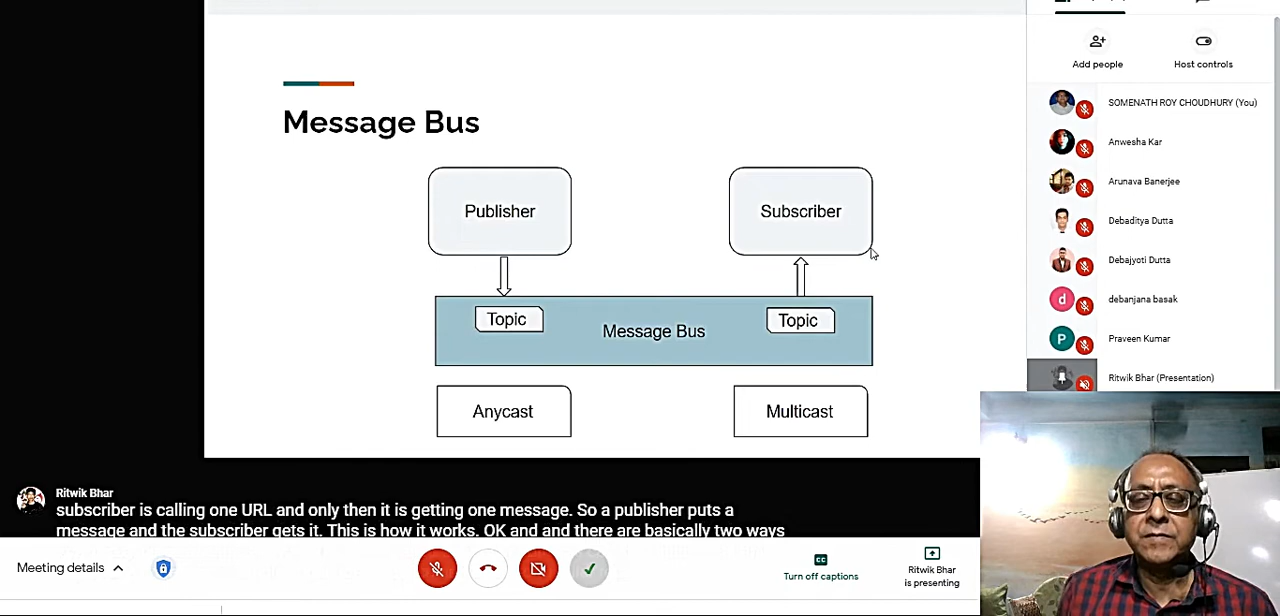 Message Bus
Publisher
Subscriber
Topic
Message Bus
Topic
Anycast
Multicast
Add people
Host controls
SOMENATH ROY CHOUDHURY (You)
Anwesha Kar
Arunava Banerjee
Debaditya Dutta
Debajyoti Dutta
d
debanjana basak
P
Praveen Kumar
Ritwik Bhar (Presentation)
Ritwik Bhar
subscriber is calling one URL and only then it is getting one message. So a publisher puts a
message and the subscriber gets it. This is how it works. OK and and there are basically two ways
Meeting details
CC
Turn off captions
Ritwik Bhar
is presenting